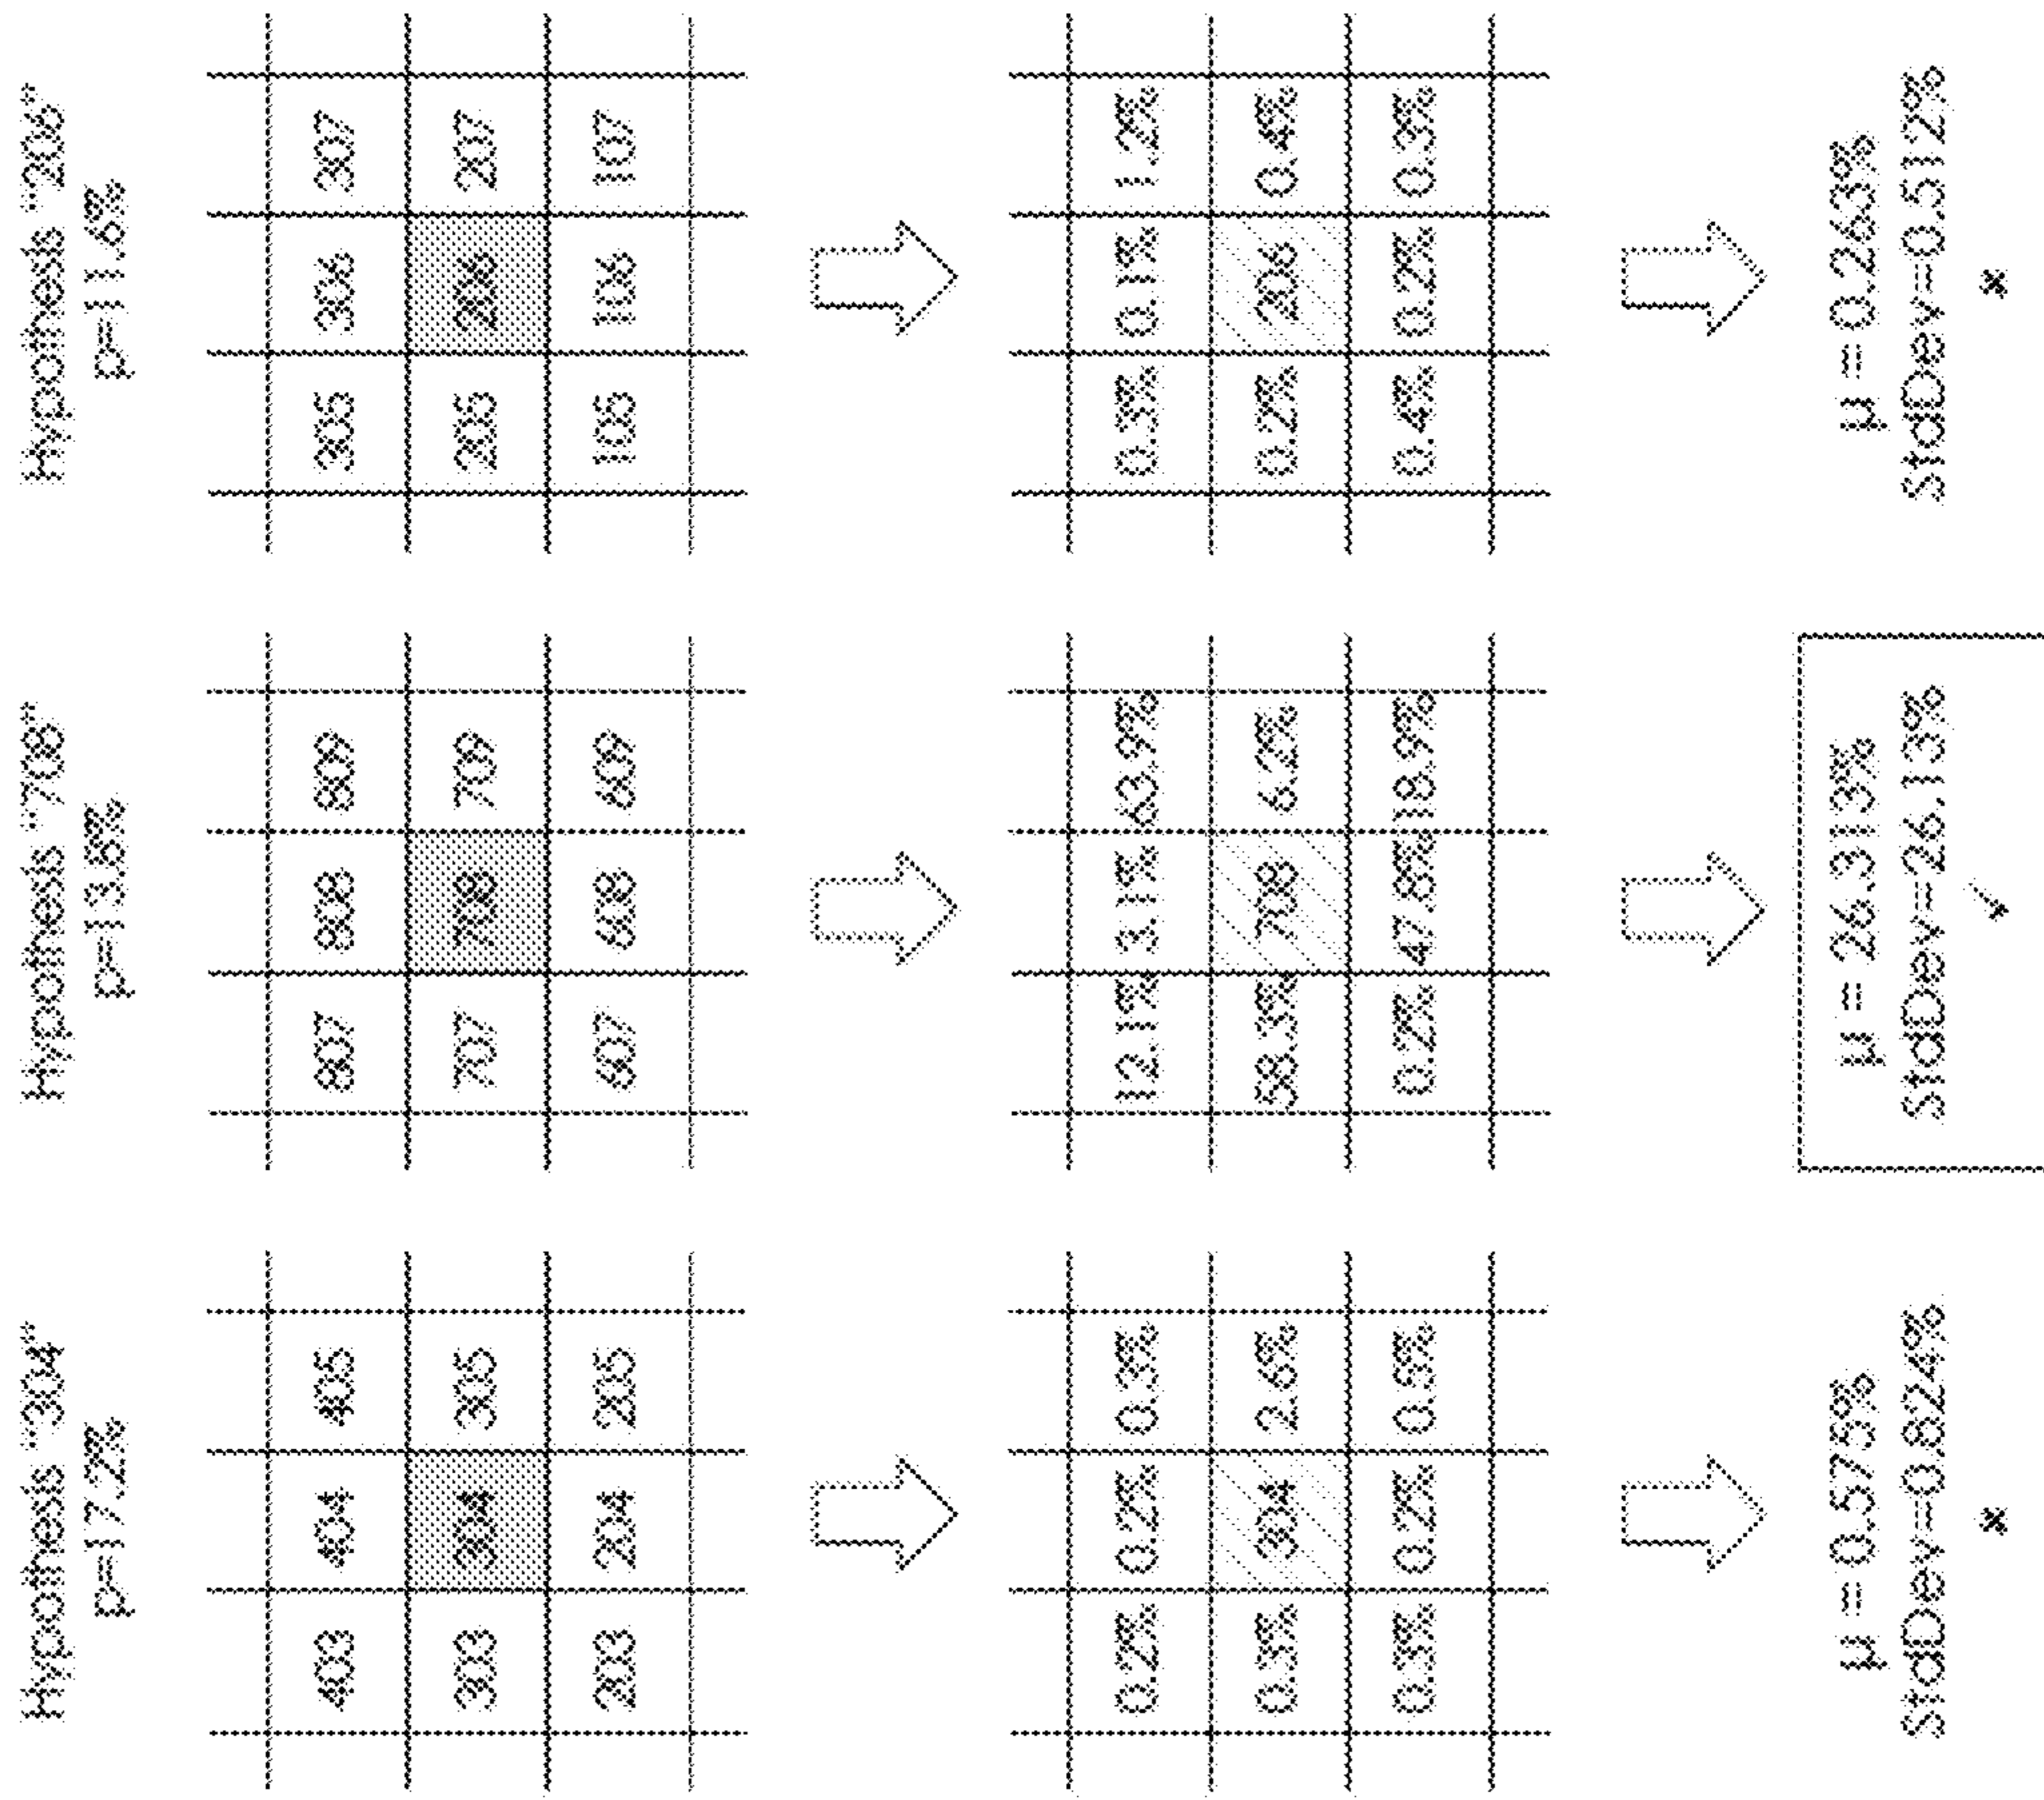 Hypothesis "304"
p=17.2%
403 404 405
303 304 305
203 204 205
0.2% 0.2% 0.3%
0.3% 304 2.6%
0.3% 0.2% 0.5%
µ = 0.575%
StdDev=0.824%
Hypothesis "708"
p=13.5%
807 808 809
707 708 709
607 608 609
12.1% 3.1% 63.9%
58.3% 708 6.2%
0.2% 47.8% 18.9%
µ = 26.313%
StdDev=26.13%
Hypothesis "206"
p=11.6%
305 306 307
205 206 207
105 106 107
0.3% 0.1% 1.2%
0.2% 206 0.4%
0.4% 0.2% 0.3%
µ = 0.263%
StdDev=0.512%